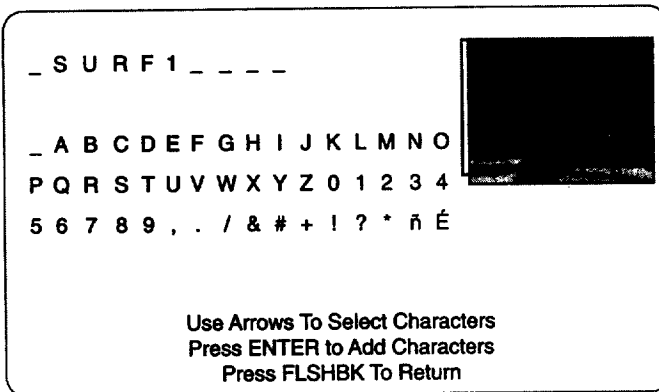 _ S U R F 1 _ _ _ _
_ A B C D E F G H I J K L M N O
P Q R S T U V W X Y Z 0 1 2 3 4
5 6 7 8 9 , . / & # + ! ? * ñ É
Use Arrows To Select Characters
Press ENTER to Add Characters
Press FLSHBK To Return